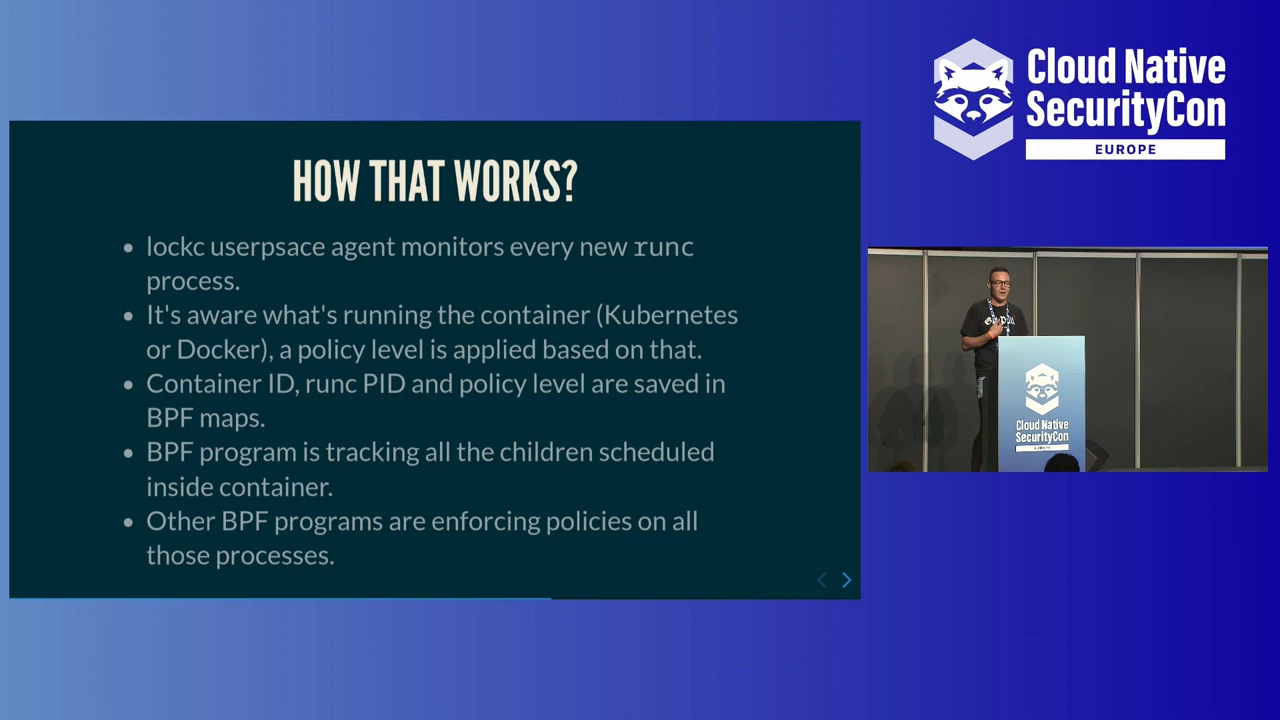 Cloud Native
SecurityCon
EUROPE
HOW THAT WORKS?
• lockc userpsace agent monitors every new runc
process.
• It's aware what's running the container (Kubernetes
or Docker), a policy level is applied based on that.
• Container ID, runc PID and policy level are saved in
BPF maps.
• BPF program is tracking all the children scheduled
inside container.
• Other BPF programs are enforcing policies on all
those processes.
Cloud Native
SecurityCon
EUROPE